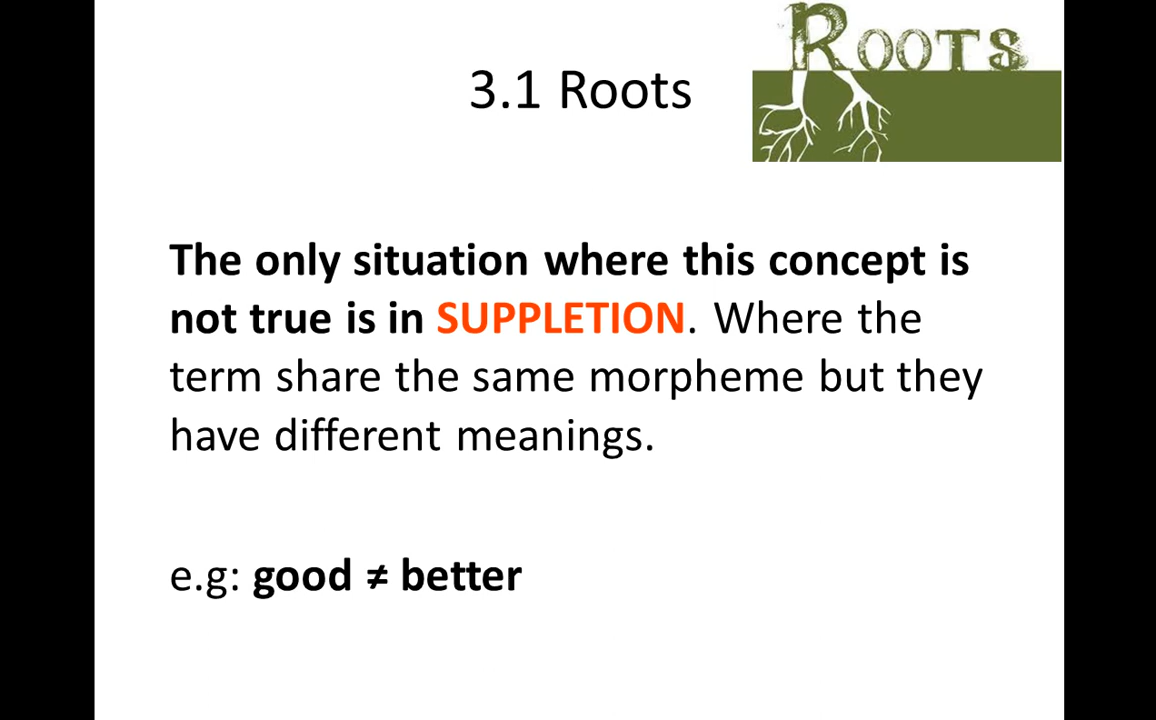 ROOTS
3.1 Roots
The only situation where this concept is
not true is in SUPPLETION. Where the
term share the same morpheme but they
have different meanings.
e.g: good ≠ better